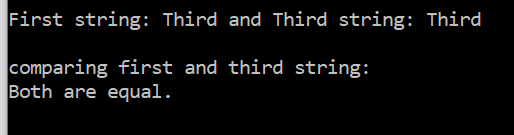 First string: Third and Third string: Third
comparing first and third string:
Both are equal.